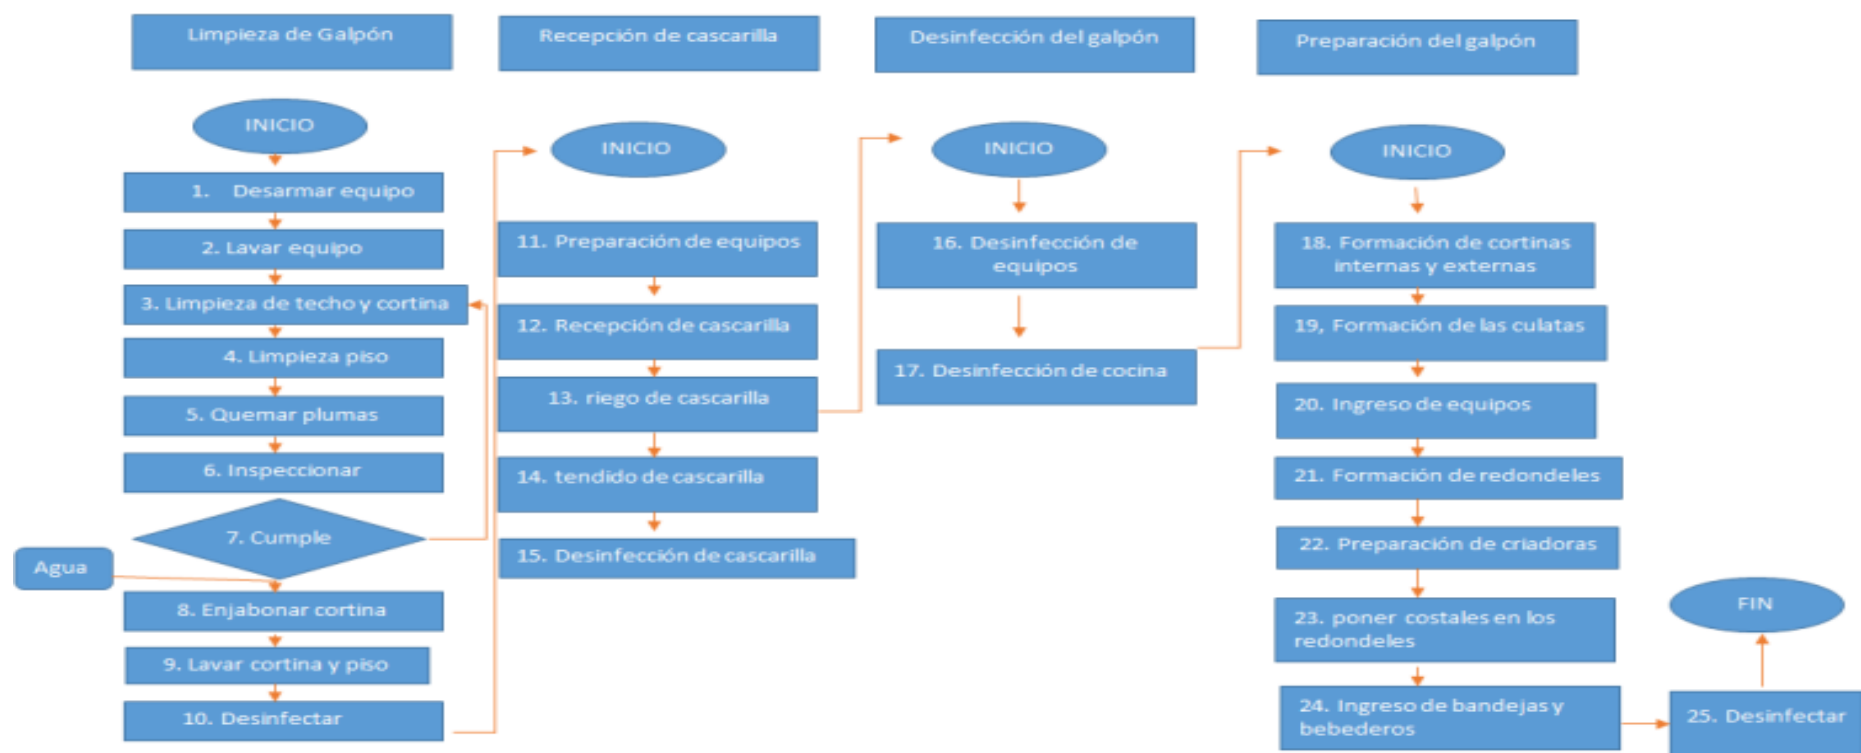 Limpieza de Galpón
INICIO
1. Desarmar equipo
2. Lavar equipo
3. Limpieza de techo y cortina
4. Limpieza piso
5. Quemar plumas
6. Inspeccionar
7. Cumple
Agua
8. Enjabonar cortina
9. Lavar cortina y piso
10. Desinfectar
Recepción de cascarilla
INICIO
11. Preparación de equipos
12. Recepción de cascarilla
13. riego de cascarilla
14. tendido de cascarilla
15. Desinfección de cascarilla
Desinfección del galpón
INICIO
16. Desinfección de
equipos
17. Desinfección de cocina
Preparación del galpón
INICIO
18. Formación de cortinas
internas y externas
19, Formación de las culatas
20. Ingreso de equipos
21. Formación de redondeles
22. Preparación de criadoras
23. poner costales en los
redondeles
24. Ingreso de bandejas y
bebederos
25. Desinfectar
FIN